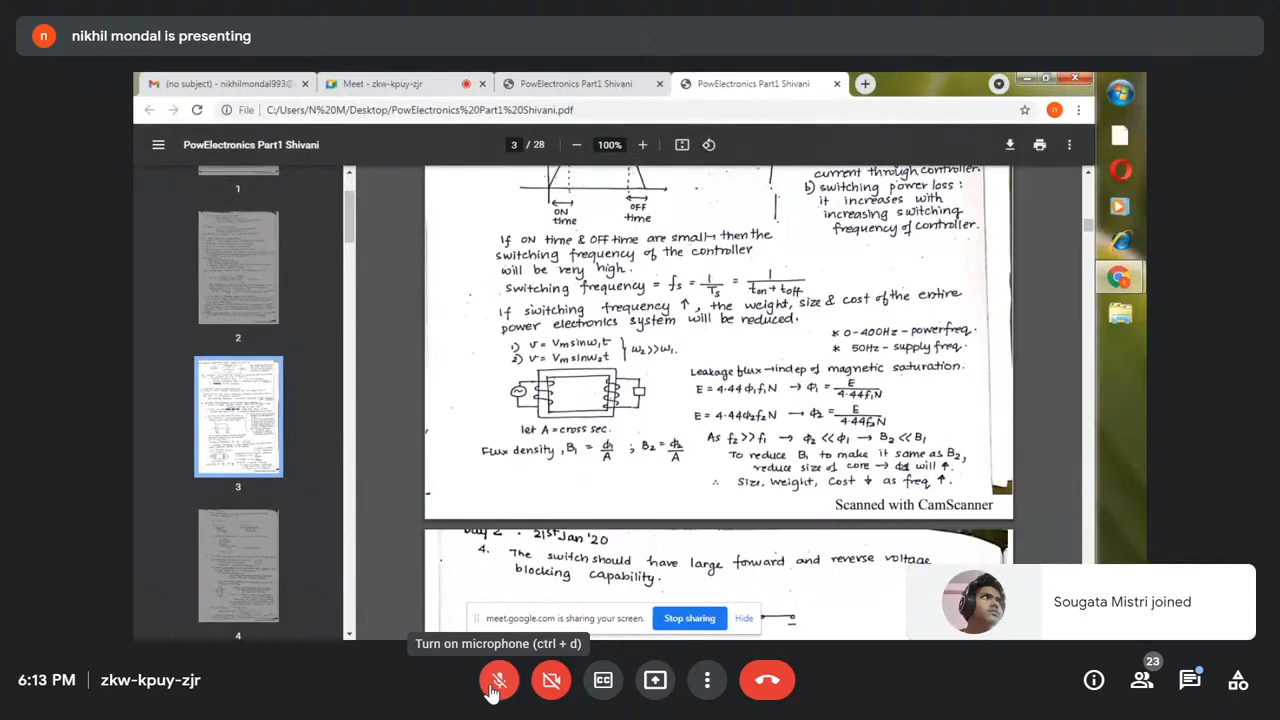 n nikhil mondal is presenting
(no subject) - nikhilmondal993@
Meet - zkw-kpuy-zjr
PowElectronics Part1 Shivani
PowElectronics Part1 Shivani
File C:/Users/N%20M/Desktop/PowElectronics%20Part1%20Shivani.pdf
n
PowElectronics Part1 Shivani
3 / 28
100%
1
2
3
4
current through controller.
b) switching power loss :
it increases with
increasing switching
frequency of controller.
ON
time
OFF
time
If ON time & OFF time are small → then the
switching frequency of the controller
will be very high.
Switching frequency = fs = 1/Ts = 1/(ton + toff)
If switching frequency ↑, the weight, size & cost of the entire
power electronics system will be reduced.
1) v = Vm sinω1t
2) v = Vm sinω2t } ω2 >> ω1.
* 0-400Hz - power freq.
* 50Hz - supply freq.
Leakage flux → indep of magnetic saturation.
E = 4.44 ϕ1 f1 N → ϕ1 = E/4.44f1N
E = 4.44 ϕ2 f2 N → ϕ2 = E/4.44f2N
let A = cross sec.
Flux density, B1 = ϕ1/A ; B2 = ϕ2/A
As f2 >> f1 → ϕ2 << ϕ1 → B2 << B1
To reduce B1 to make it same as B2,
reduce size of core → will ↑.
∴ Size, Weight, Cost ↓ as freq ↑.
Scanned with CamScanner
Day 2 : 21st Jan '20
4. The switch should have large forward and reverse voltage
blocking capability.
meet.google.com is sharing your screen.
Stop sharing
Hide
Sougata Mistri joined
Turn on microphone (ctrl + d)
6:13 PM
zkw-kpuy-zjr
CC
23